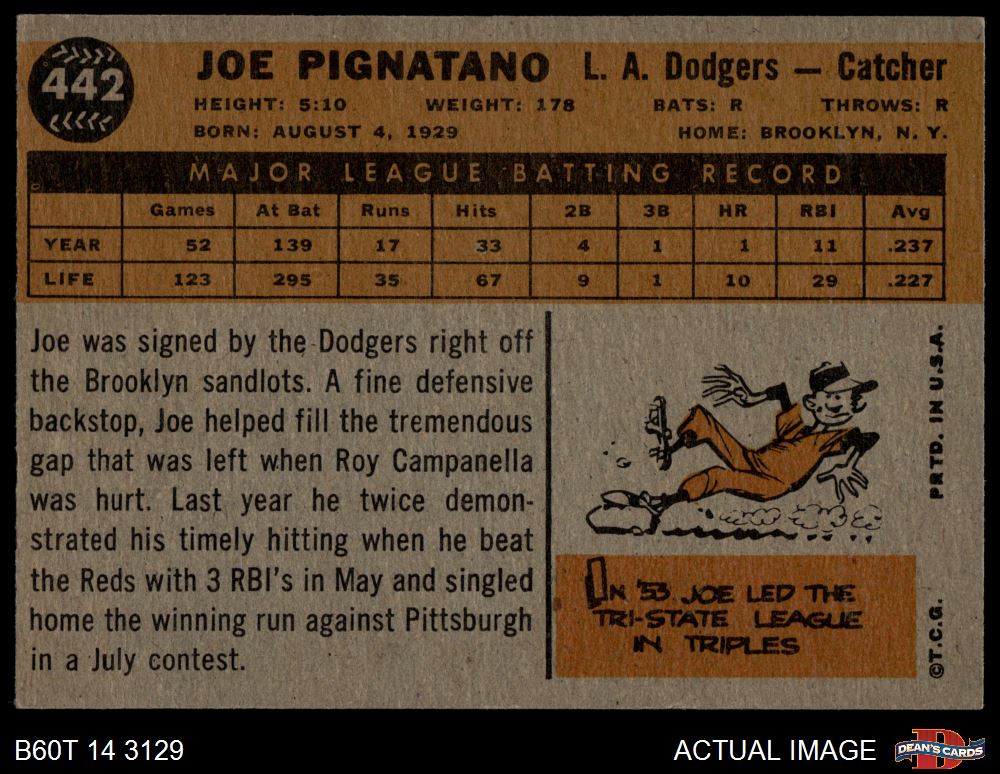 442
JOE PIGNATANO L. A. Dodgers — Catcher
HEIGHT: 5:10 WEIGHT: 178 BATS: R THROWS: R
BORN: AUGUST 4, 1929 HOME: BROOKLYN, N. Y.
MAJOR LEAGUE BATTING RECORD
Games At Bat Runs Hits 2B 3B HR RBI Avg
YEAR 52 139 17 33 4 1 1 11 .237
LIFE 123 295 35 67 9 1 10 29 .227
Joe was signed by the Dodgers right off
the Brooklyn sandlots. A fine defensive
backstop, Joe helped fill the tremendous
gap that was left when Roy Campanella
was hurt. Last year he twice demon-
strated his timely hitting when he beat
the Reds with 3 RBI's in May and singled
home the winning run against Pittsburgh
in a July contest.
IN '53 JOE LED THE
TRI-STATE LEAGUE
IN TRIPLES
©T.C.G. PRTD. IN U.S.A.
B60T 14 3129 ACTUAL IMAGE DEAN'S CARDS